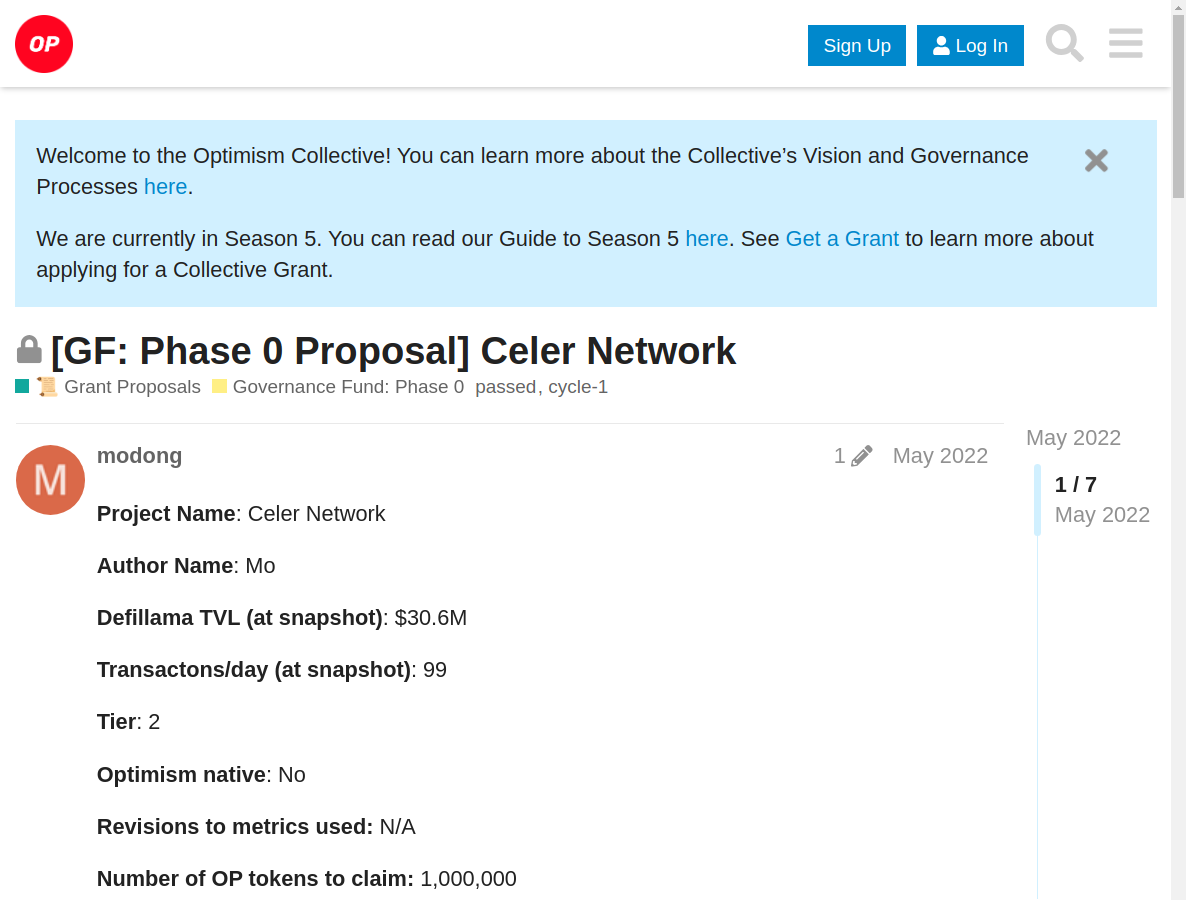 OP
Sign Up
Log In
Welcome to the Optimism Collective! You can learn more about the Collective’s Vision and Governance
Processes here.
We are currently in Season 5. You can read our Guide to Season 5 here. See Get a Grant to learn more about
applying for a Collective Grant.
[GF: Phase 0 Proposal] Celer Network
📜 Grant Proposals Governance Fund: Phase 0 passed, cycle-1
M
modong
1
May 2022
Project Name: Celer Network
Author Name: Mo
Defillama TVL (at snapshot): $30.6M
Transactons/day (at snapshot): 99
Tier: 2
Optimism native: No
Revisions to metrics used: N/A
Number of OP tokens to claim: 1,000,000
May 2022
1 / 7
May 2022